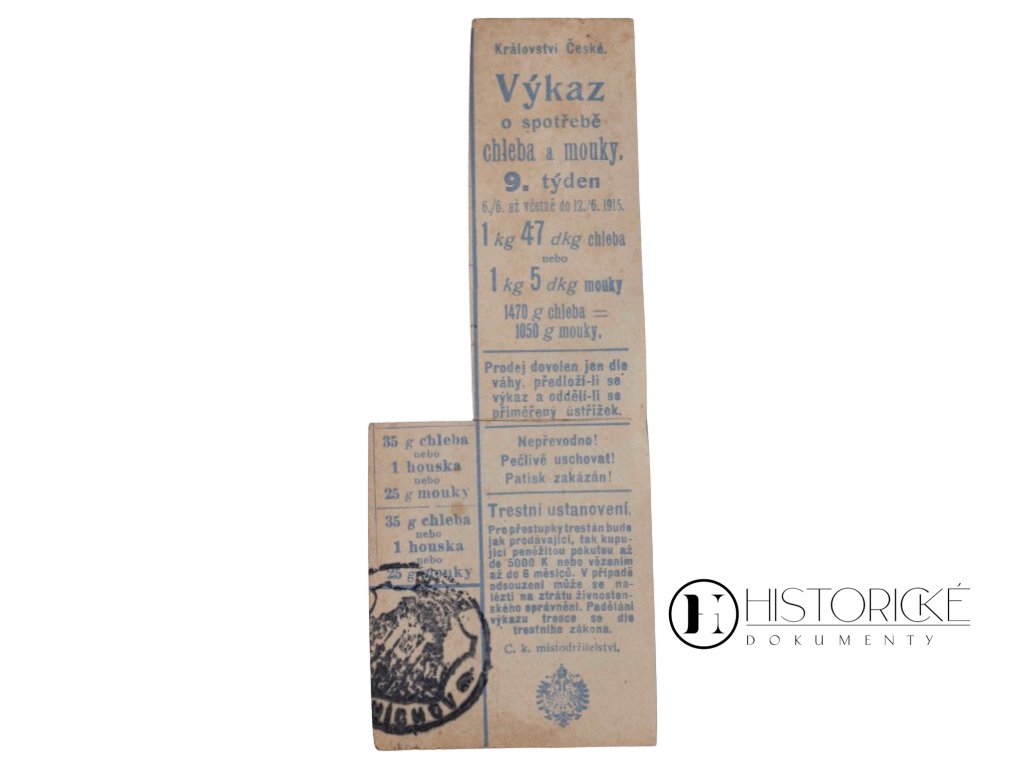 Království České.
Výkaz
o spotřebě
chleba a mouky.
9. týden
6./6. až včetně do 12./6. 1915.
1 kg 47 dkg chleba
nebo
1 kg 5 dkg mouky
1470 g chleba =
1050 g mouky.
Prodej dovolen jen dle
váhy, předloží-li se
výkaz a oddělí-li se
přiměřený ústřižek.
Nepřevodno!
Pečlivě uschovat!
Patisk zakázán!
Trestní ustanovení.
Pro přestupky trestán bude
jak prodávající, tak kupu-
jící peněžitou pokutou až
do 5000 K nebo vězením
až do 6 měsíců. V případě
odsouzení může se na-
lézti na ztrátu živnosten-
ského oprávnění. Padělání
výkazu tresce se dle
trestního zákona.
C. k. místodržitelství.
35 g chleba
nebo
1 houska
nebo
25 g mouky
35 g chleba
nebo
1 houska
nebo
25 g mouky
HISTORICKÉ
DOKUMENTY